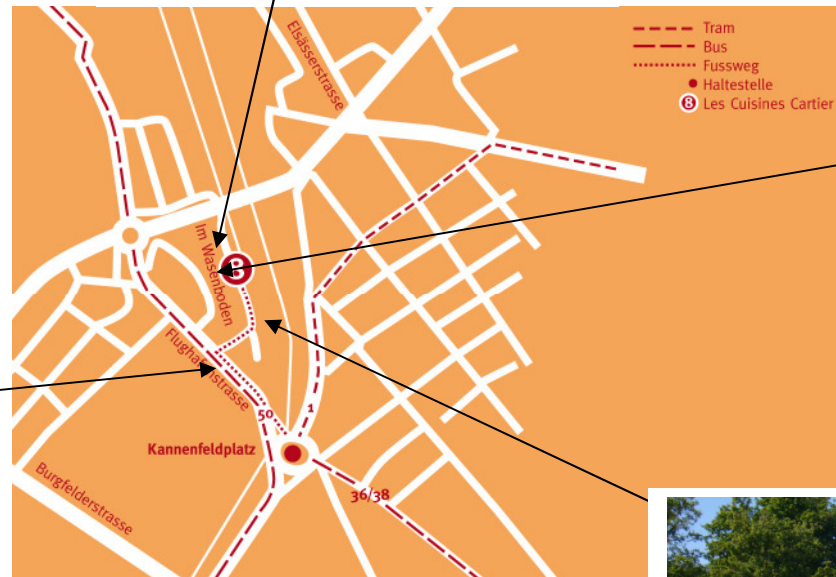 Tram
Bus
Fussweg
Haltestelle
8 Les Cuisines Cartier
Elsässerstrasse
Im Wasenboden
8
Flughafenstrasse
50
1
Kannenfeldplatz
36/38
Burgfelderstrasse